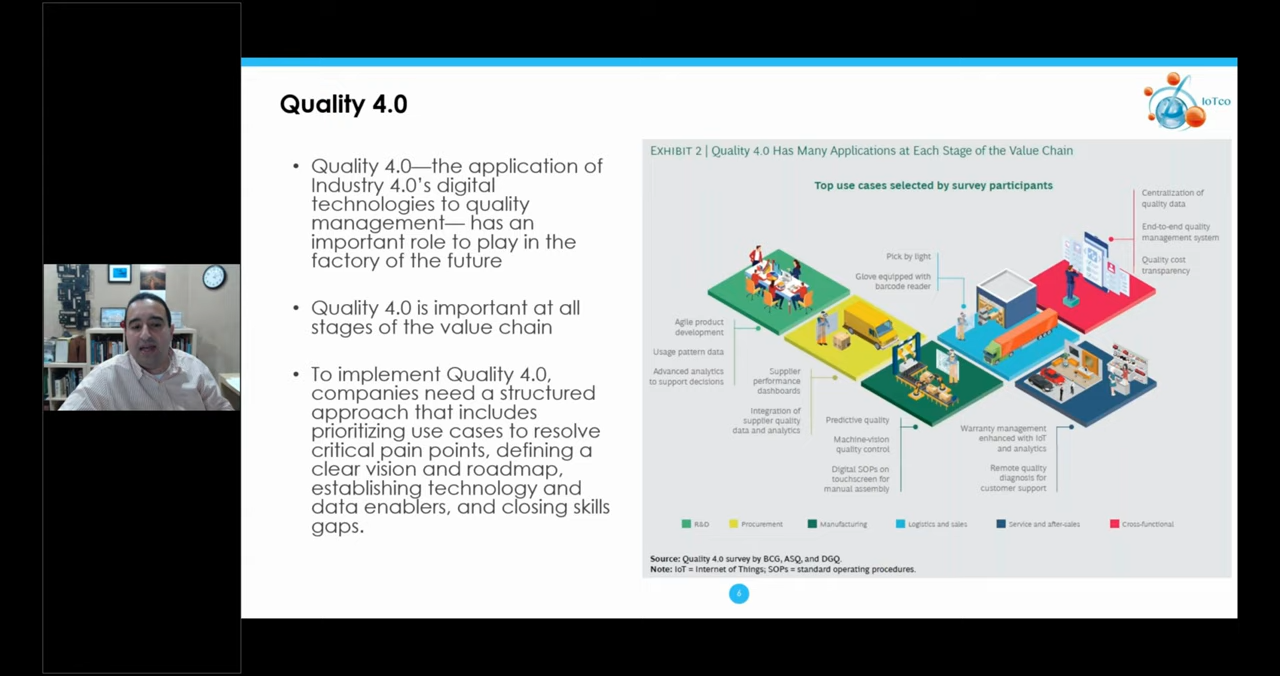 Quality 4.0
IoTco
• Quality 4.0—the application of
Industry 4.0's digital
technologies to quality
management— has an
important role to play in the
factory of the future
• Quality 4.0 is important at all
stages of the value chain
• To implement Quality 4.0,
companies need a structured
approach that includes
prioritizing use cases to resolve
critical pain points, defining a
clear vision and roadmap,
establishing technology and
data enablers, and closing skills
gaps.
EXHIBIT 2 | Quality 4.0 Has Many Applications at Each Stage of the Value Chain
Top use cases selected by survey participants
Agile product
development
Usage pattern data
Advanced analytics
to support decisions
Supplier
performance
dashboards
Integration of
supplier quality
data and analytics
Predictive quality
Machine-vision
quality control
Digital SOPs on
touchscreen for
manual assembly
Pick by light
Glove equipped with
barcode reader
Warranty management
enhanced with IoT
and analytics
Remote quality
diagnosis for
customer support
Centralization of
quality data
End-to-end quality
management system
Quality cost
transparency
R&D
Procurement
Manufacturing
Logistics and sales
Service and after-sales
Cross-functional
Source: Quality 4.0 survey by BCG, ASQ, and DGQ.
Note: IoT = Internet of Things; SOPs = standard operating procedures.
6